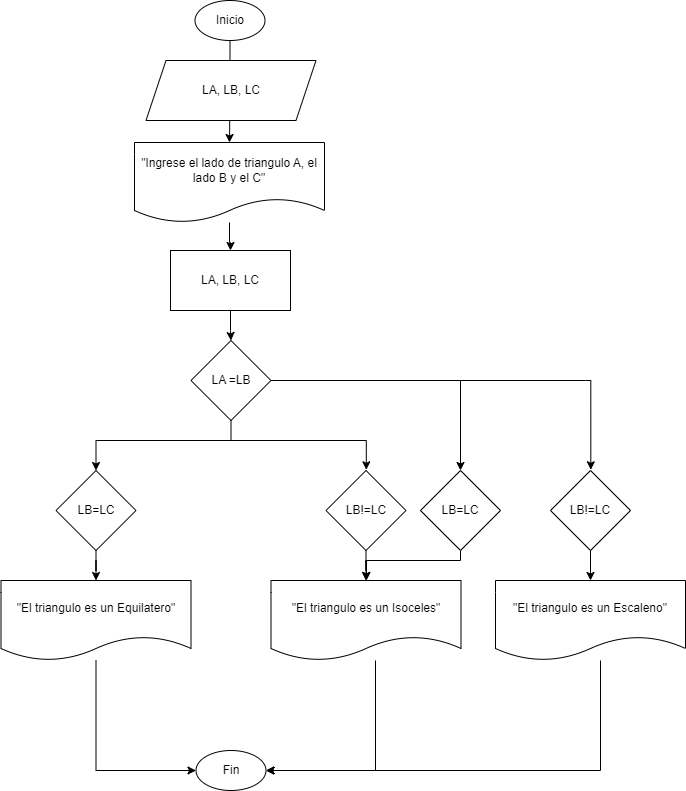 Inicio
LA, LB, LC
"Ingrese el lado de triangulo A, el
lado B y el C"
LA, LB, LC
LA =LB
LB=LC
LB!=LC
LB=LC
LB!=LC
"El triangulo es un Equilatero"
"El triangulo es un Isoceles"
"El triangulo es un Escaleno"
Fin